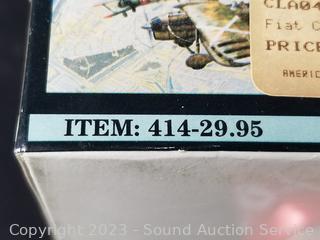 CLA04
Fiat C
PRICE
AMERIC
ITEM: 414-29.95
Copyright 2023 - Sound Auction Service